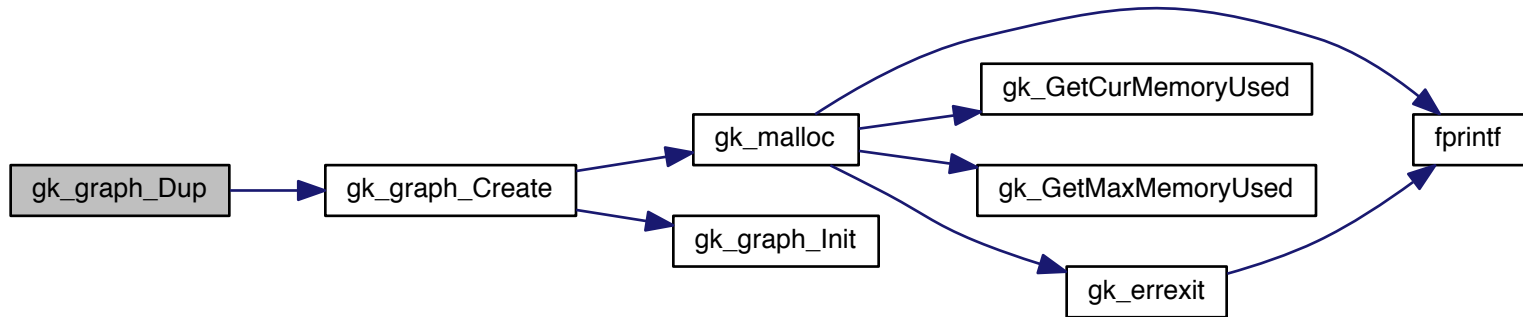 gk_graph_Dup
gk_graph_Create
gk_malloc
gk_graph_Init
gk_GetCurMemoryUsed
gk_GetMaxMemoryUsed
gk_errexit
fprintf